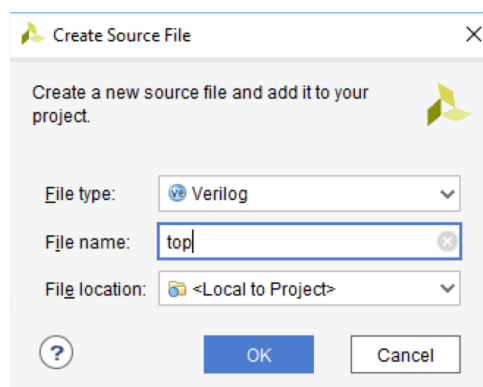 Create Source File
Create a new source file and add it to your
project.
File type: ve Verilog
File name: top
File location: <Local to Project>
? OK Cancel